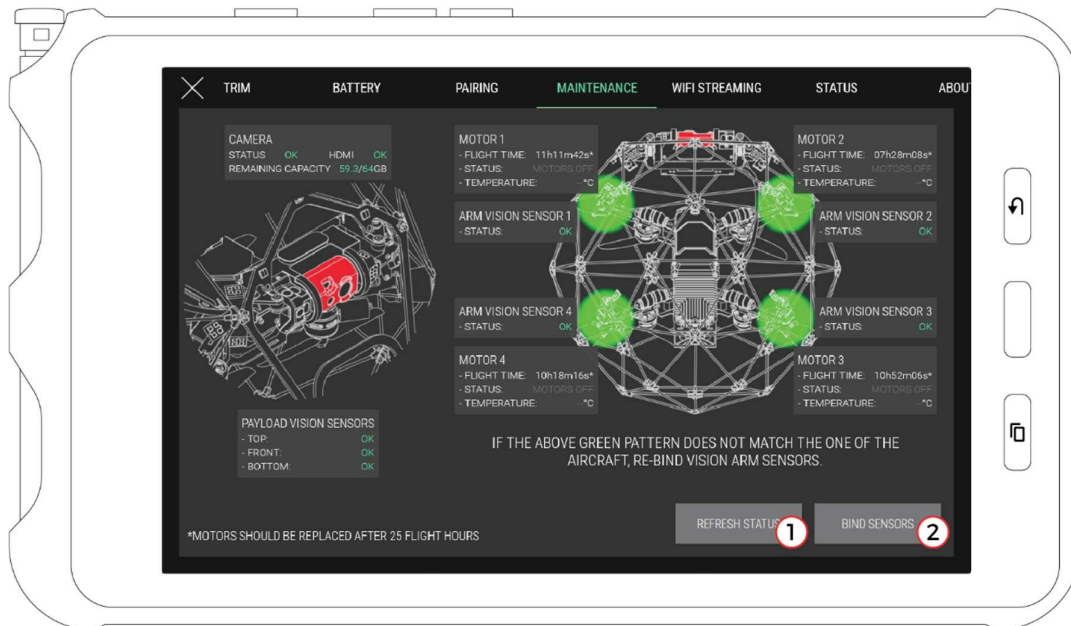 TRIM BATTERY PAIRING MAINTENANCE WIFI STREAMING STATUS ABOU
CAMERA
STATUS OK HDMI OK
REMAINING CAPACITY 59.3/64GB
MOTOR 1
- FLIGHT TIME: 11h11m42s*
- STATUS: MOTORS OFF
- TEMPERATURE: --°C
MOTOR 2
- FLIGHT TIME: 07h28m08s*
- STATUS: MOTORS OFF
- TEMPERATURE: --°C
ARM VISION SENSOR 1
- STATUS: OK
ARM VISION SENSOR 2
- STATUS: OK
ARM VISION SENSOR 4
- STATUS: OK
ARM VISION SENSOR 3
- STATUS: OK
MOTOR 4
- FLIGHT TIME: 10h18m16s*
- STATUS: MOTORS OFF
- TEMPERATURE: --°C
MOTOR 3
- FLIGHT TIME: 10h52m06s*
- STATUS: MOTORS OFF
- TEMPERATURE: --°C
PAYLOAD VISION SENSORS
- TOP: OK
- FRONT: OK
- BOTTOM: OK
IF THE ABOVE GREEN PATTERN DOES NOT MATCH THE ONE OF THE
AIRCRAFT, RE-BIND VISION ARM SENSORS.
REFRESH STATUS 1
BIND SENSORS 2
*MOTORS SHOULD BE REPLACED AFTER 25 FLIGHT HOURS